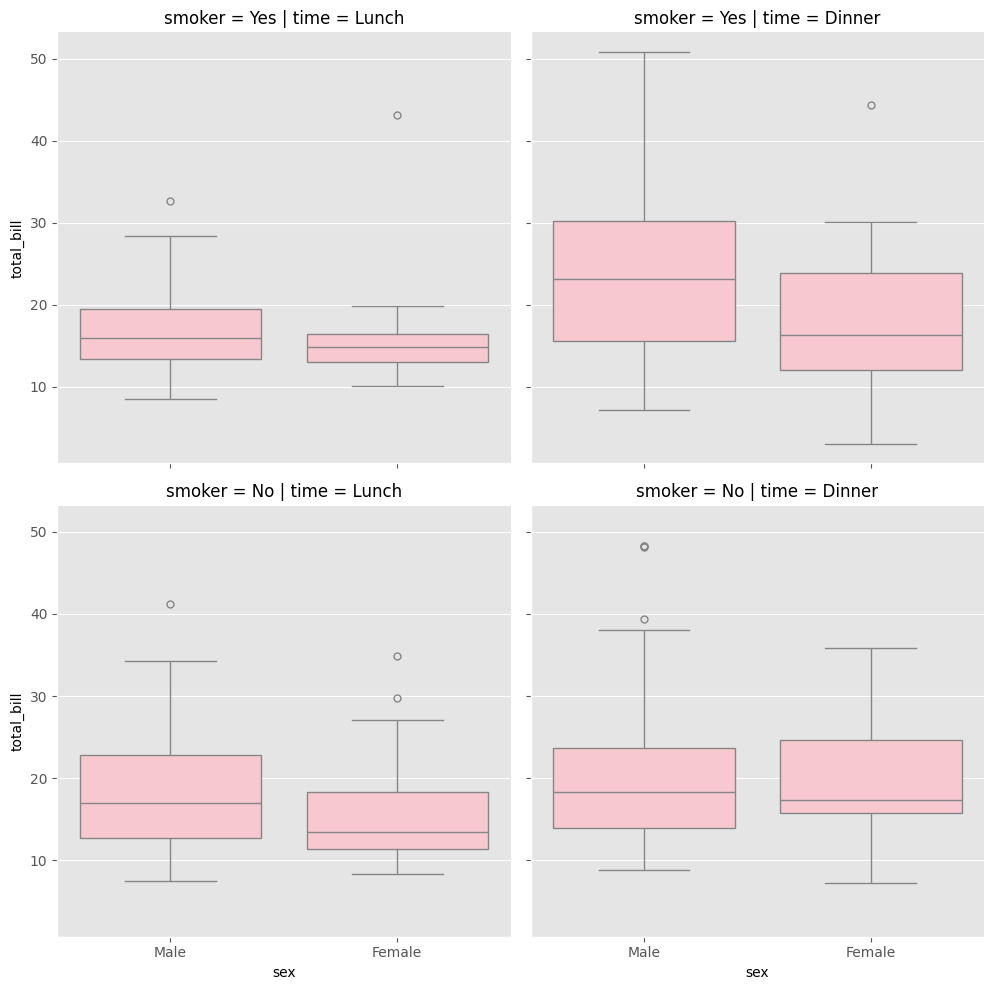 smoker = Yes | time = Lunch
smoker = Yes | time = Dinner
50
40
30
20
10
total_bill
smoker = No | time = Lunch
smoker = No | time = Dinner
50
40
30
20
10
total_bill
Male
Female
Male
Female
sex
sex